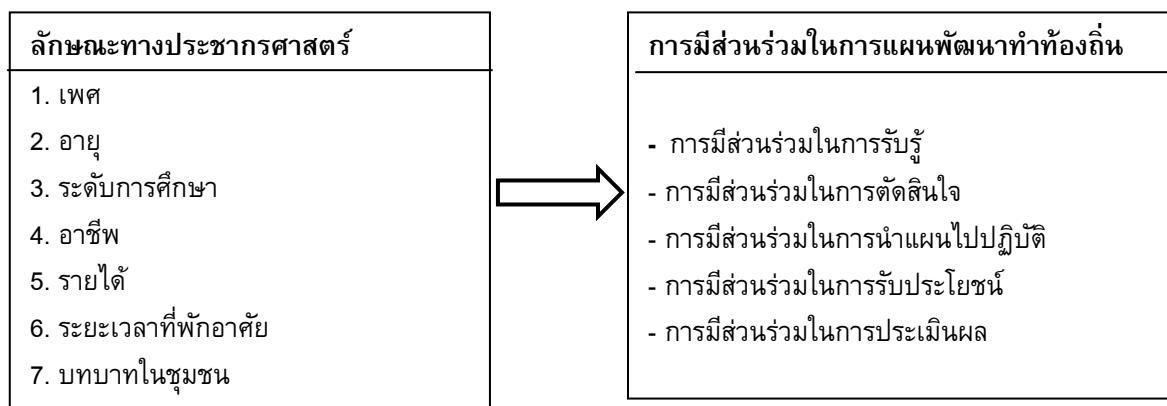 ลักษณะทางประชากรศาสตร์
1. เพศ
2. อายุ
3. ระดับการศึกษา
4. อาชีพ
5. รายได้
6. ระยะเวลาที่พักอาศัย
7. บทบาทในชุมชน
การมีส่วนร่วมในการแผนพัฒนาทำท้องถิ่น
- การมีส่วนร่วมในการรับรู้
- การมีส่วนร่วมในการตัดสินใจ
- การมีส่วนร่วมในการนำแผนไปปฏิบัติ
- การมีส่วนร่วมในการรับประโยชน์
- การมีส่วนร่วมในการประเมินผล